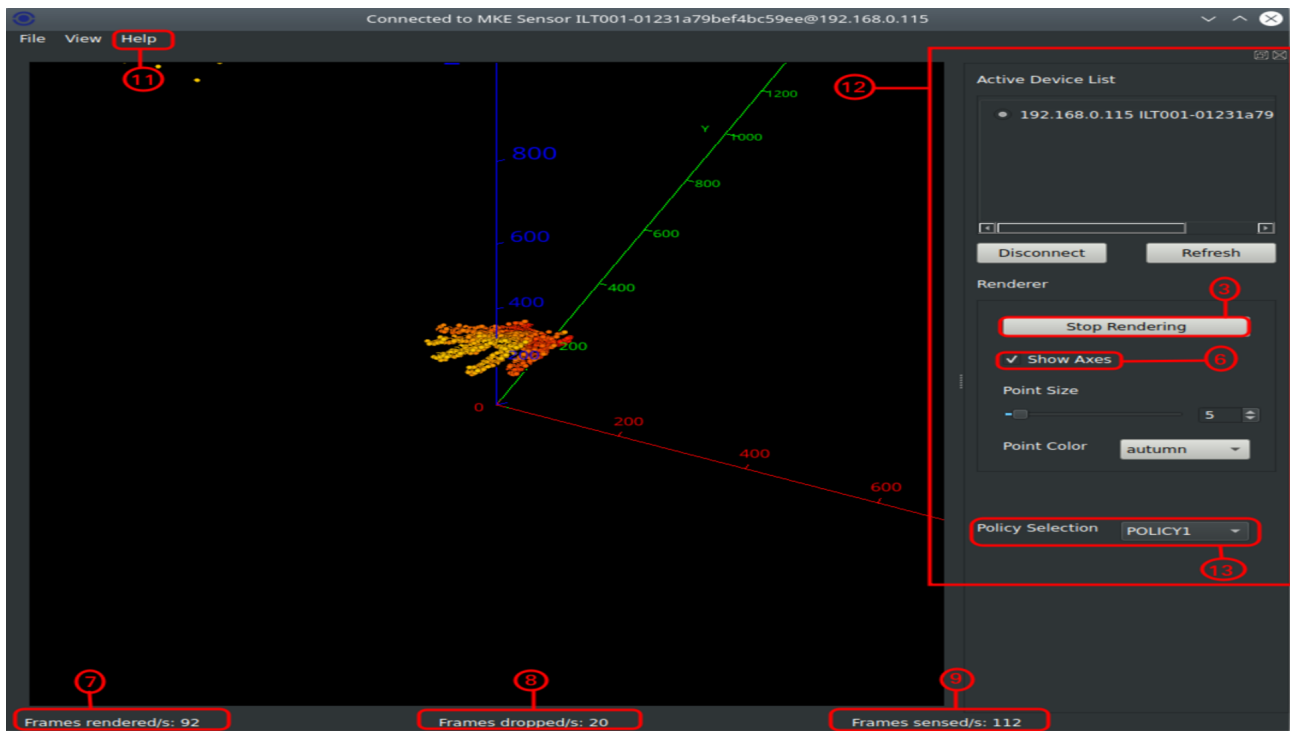 Connected to MKE Sensor ILT001-01231a79bef4bc59ee@192.168.0.115
File View Help
11
12
800
600
400
200
0
Y
1200
1000
800
600
400
200
200
400
600
Active Device List
192.168.0.115 ILT001-01231a79
Disconnect Refresh
Renderer
3
Stop Rendering
✓ Show Axes
6
Point Size
5
Point Color autumn
Policy Selection POLICY1
13
7
8
9
Frames rendered/s: 92 Frames dropped/s: 20 Frames sensed/s: 112